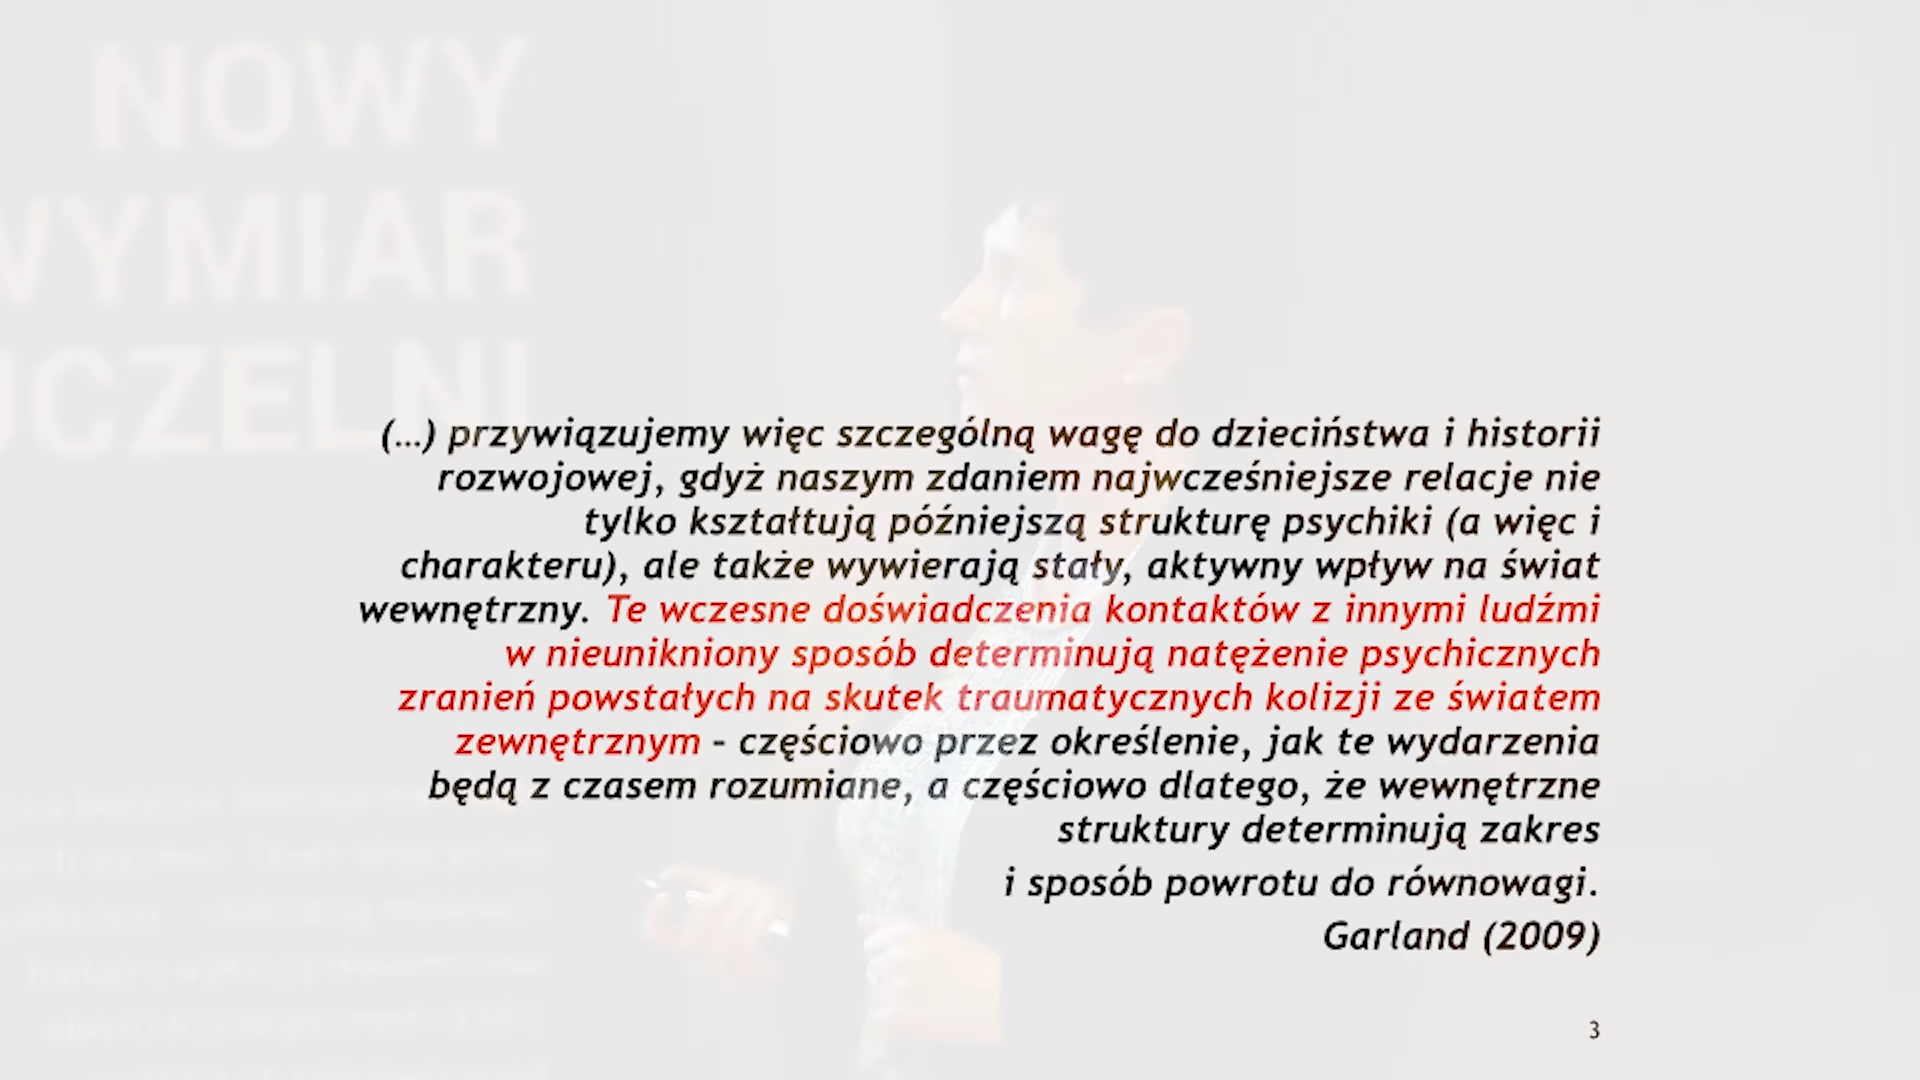 NOWY
WYMIAR
UCZELNI
(…) przywiązujemy więc szczególną wagę do dzieciństwa i historii
rozwojowej, gdyż naszym zdaniem najwcześniejsze relacje nie
tylko kształtują późniejszą strukturę psychiki (a więc i
charakteru), ale także wywierają stały, aktywny wpływ na świat
wewnętrzny. Te wczesne doświadczenia kontaktów z innymi ludźmi
w nieunikniony sposób determinują natężenie psychicznych
zranień powstałych na skutek traumatycznych kolizji ze światem
zewnętrznym – częściowo przez określenie, jak te wydarzenia
będą z czasem rozumiane, a częściowo dlatego, że wewnętrzne
struktury determinują zakres
i sposób powrotu do równowagi.
Garland (2009)
3